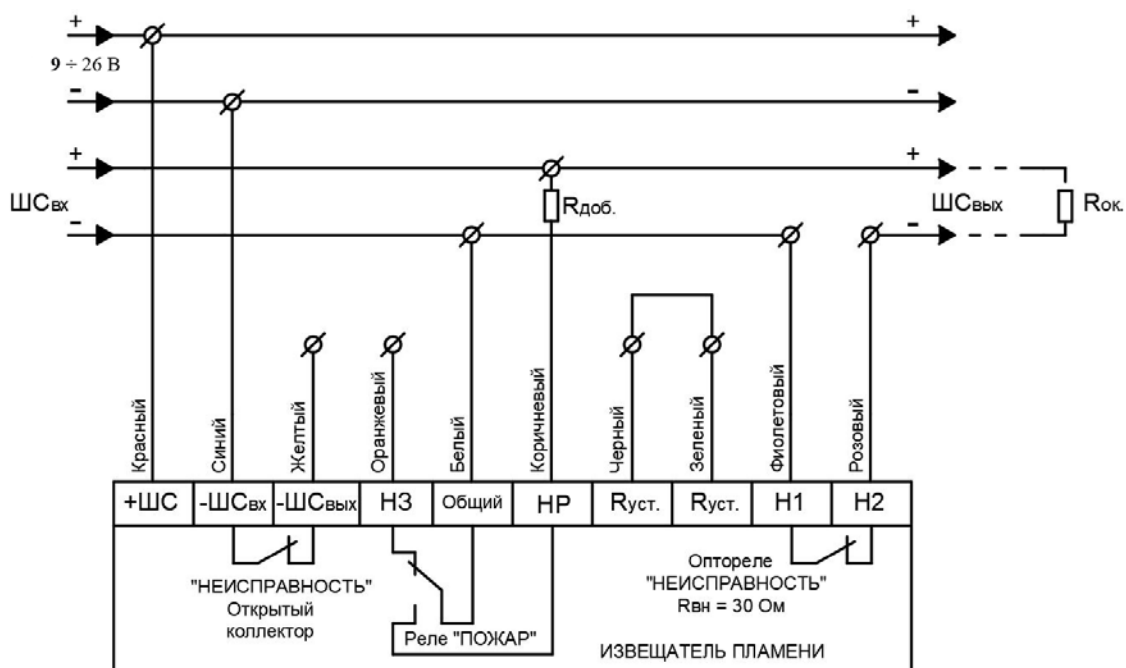 + +
9 ÷ 26 В
- -
+ +
ШСвх Rдоб. ШСвых Rок.
- -
Красный
Синий
Желтый
Оранжевый
Белый
Коричневый
Черный
Зеленый
Фиолетовый
Розовый
+ШС -ШСвх -ШСвых НЗ Общий НР Rуст. Rуст. Н1 Н2
"НЕИСПРАВНОСТЬ"
Открытый
коллектор
Реле "ПОЖАР"
Оптореле
"НЕИСПРАВНОСТЬ"
Rвн = 30 Ом
ИЗВЕЩАТЕЛЬ ПЛАМЕНИ